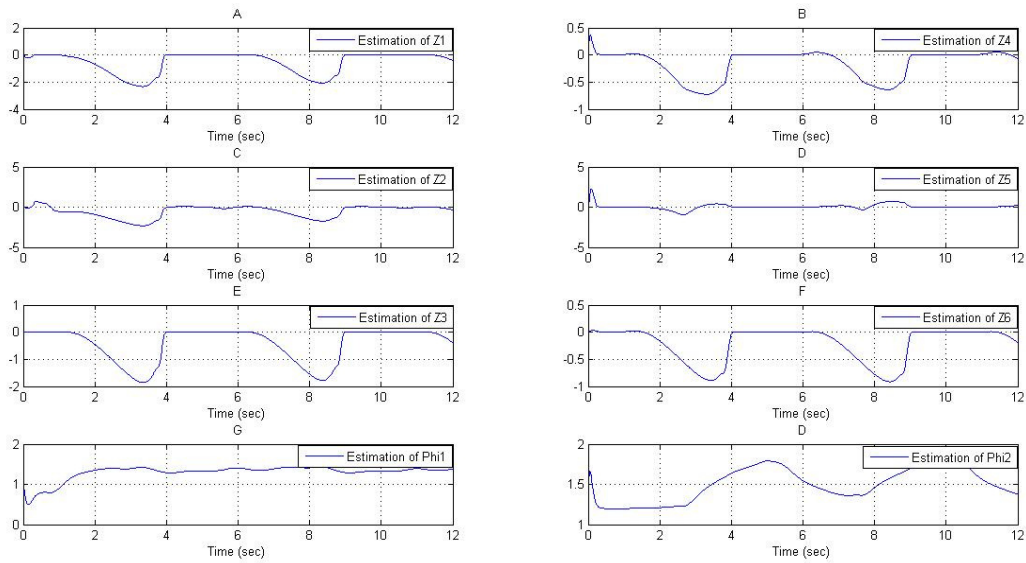 A
B
2
0
-2
-4
Estimation of Z1
0 2 4 6 8 10 12
Time (sec)
0.5
0
-0.5
-1
Estimation of Z4
0 2 4 6 8 10 12
Time (sec)
C
D
5
0
-5
Estimation of Z2
0 2 4 6 8 10 12
Time (sec)
5
0
-5
Estimation of Z5
0 2 4 6 8 10 12
Time (sec)
E
F
1
0
-1
-2
Estimation of Z3
0 2 4 6 8 10 12
Time (sec)
0.5
0
-0.5
-1
Estimation of Z6
0 2 4 6 8 10 12
Time (sec)
G
D
2
1
0
Estimation of Phi1
0 2 4 6 8 10 12
Time (sec)
2
1.5
1
Estimation of Phi2
0 2 4 6 8 10 12
Time (sec)